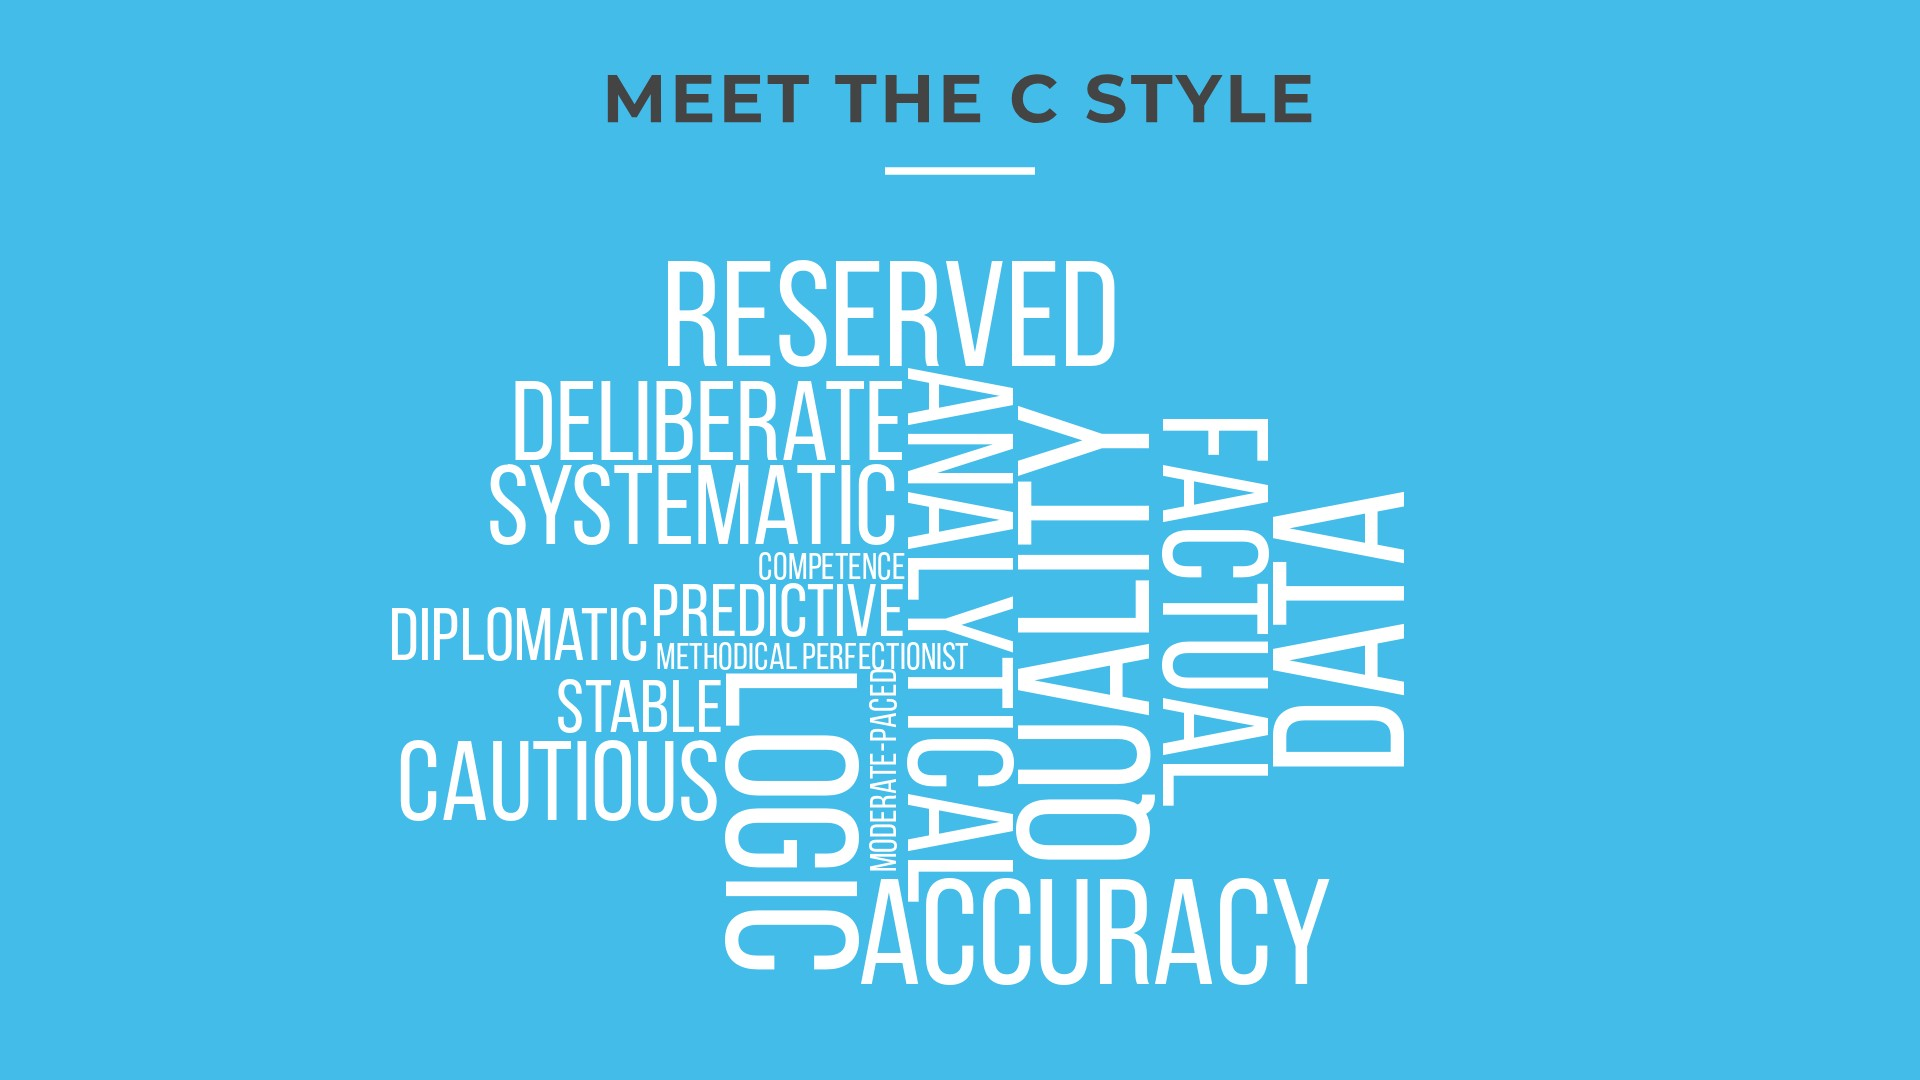 MEET THE C STYLE
RESERVED
DELIBERATE
SYSTEMATIC
COMPETENCE
PREDICTIVE
DIPLOMATIC
METHODICAL PERFECTIONIST
STABLE
CAUTIOUS
LOGIC
MODERATE-PACED
ANALYTICAL
QUALITY
FACTUAL
DATA
ACCURACY